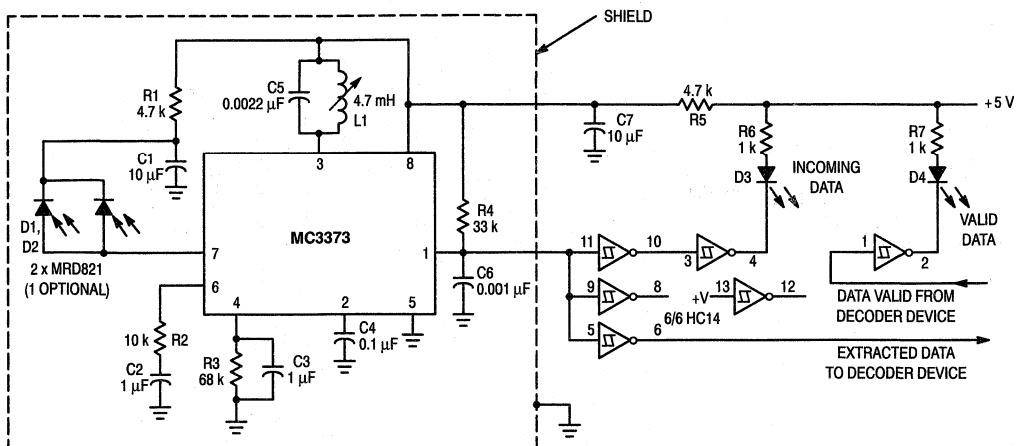 SHIELD
C5
0.0022 µF
4.7 mH
L1
R1
4.7 k
C1
10 µF
D1,
D2
2 x MRD821
(1 OPTIONAL)
3
8
MC3373
7
6
4
2
5
1
R4
33 k
C6
0.001 µF
10 k
R2
C2
1 µF
R3
68 k
C3
1 µF
C4
0.1 µF
C7
10 µF
4.7 k
R5
+5 V
R6
1 k
D3
INCOMING
DATA
R7
1 k
D4
VALID
DATA
11
10
3
4
1
2
9
8
+V
13
12
6/6 HC14
5
6
DATA VALID FROM
DECODER DEVICE
EXTRACTED DATA
TO DECODER DEVICE